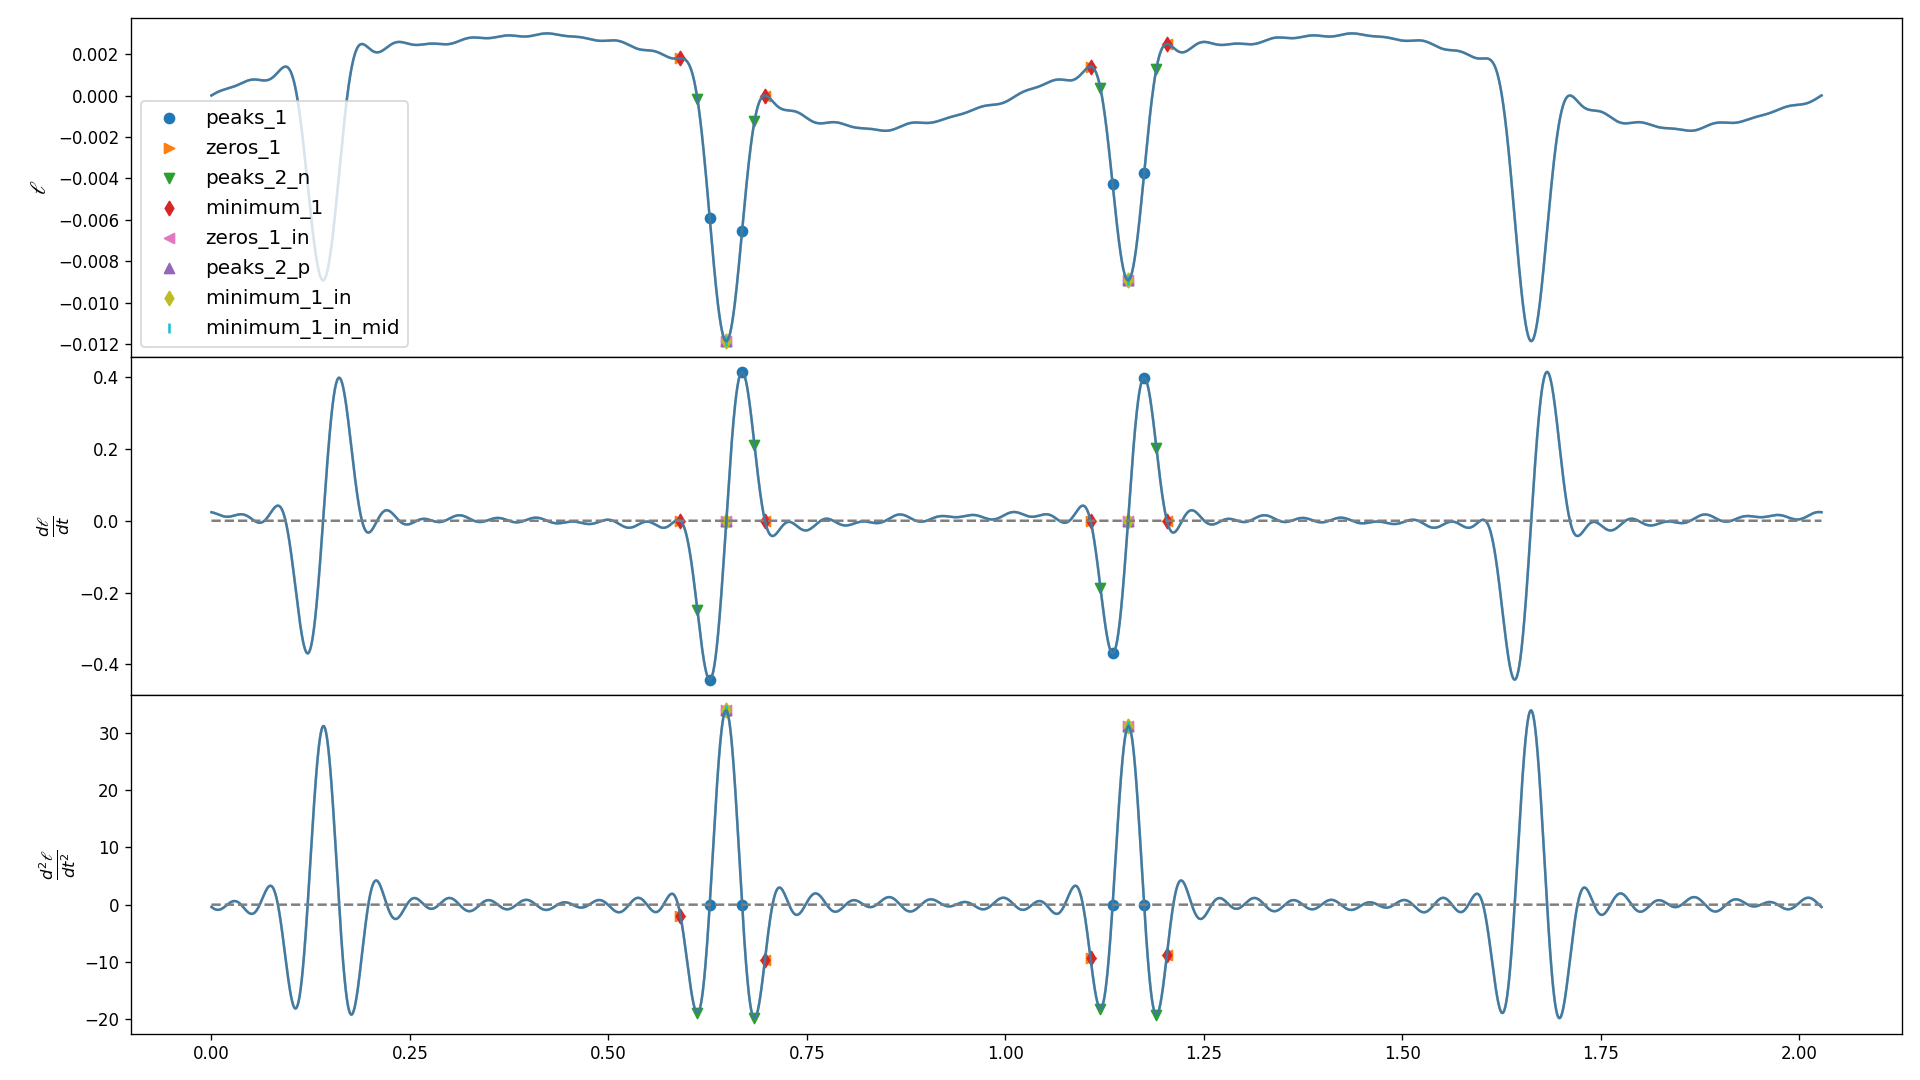 0.002
0.000
−0.002
−0.004
−0.006
−0.008
−0.010
−0.012
ℓ
peaks_1
zeros_1
peaks_2_n
minimum_1
zeros_1_in
peaks_2_p
minimum_1_in
minimum_1_in_mid
0.4
0.2
0.0
−0.2
−0.4
dℓ
dt
30
20
10
0
−10
−20
d²ℓ
dt²
0.00 0.25 0.50 0.75 1.00 1.25 1.50 1.75 2.00